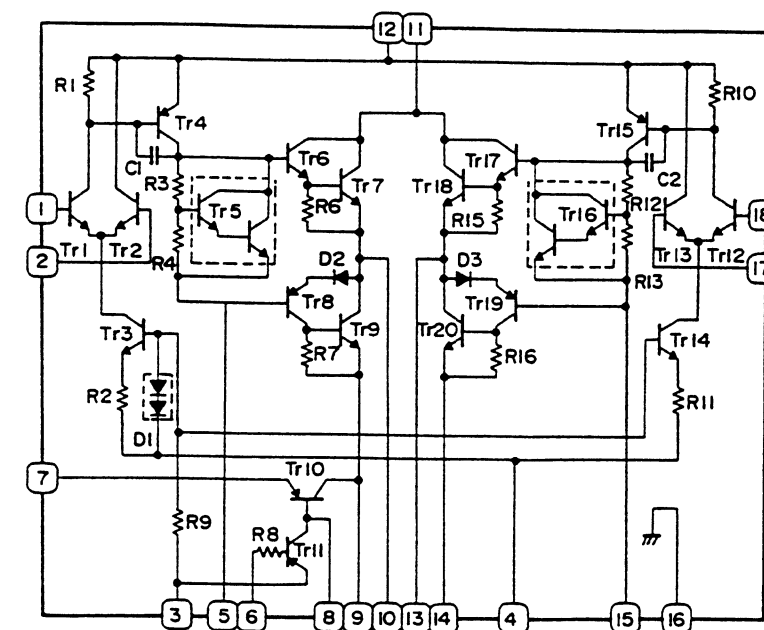 12 11
R1
Tr4
Tr15
R10
C1
Tr6
Tr17
C2
R3
Tr7
Tr18
R12
1
Tr5
R6
R15
Tr16
18
Tr1 Tr2
Tr13 Tr12
2
R4
D2
D3
R13
17
Tr8
Tr19
Tr3
Tr9
Tr20
Tr14
R7
R16
R2
R11
D1
7
Tr10
R9
R8
Tr11
3 5 6 8 9 10 13 14 4 15 16